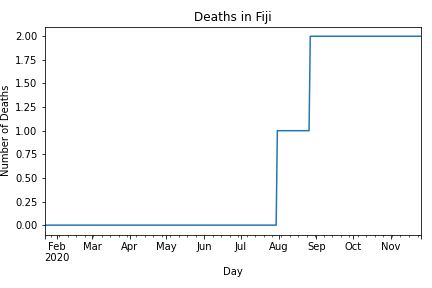 Deaths in Fiji
Number of Deaths
2.00
1.75
1.50
1.25
1.00
0.75
0.50
0.25
0.00
Feb Mar Apr May Jun Jul Aug Sep Oct Nov
2020
Day